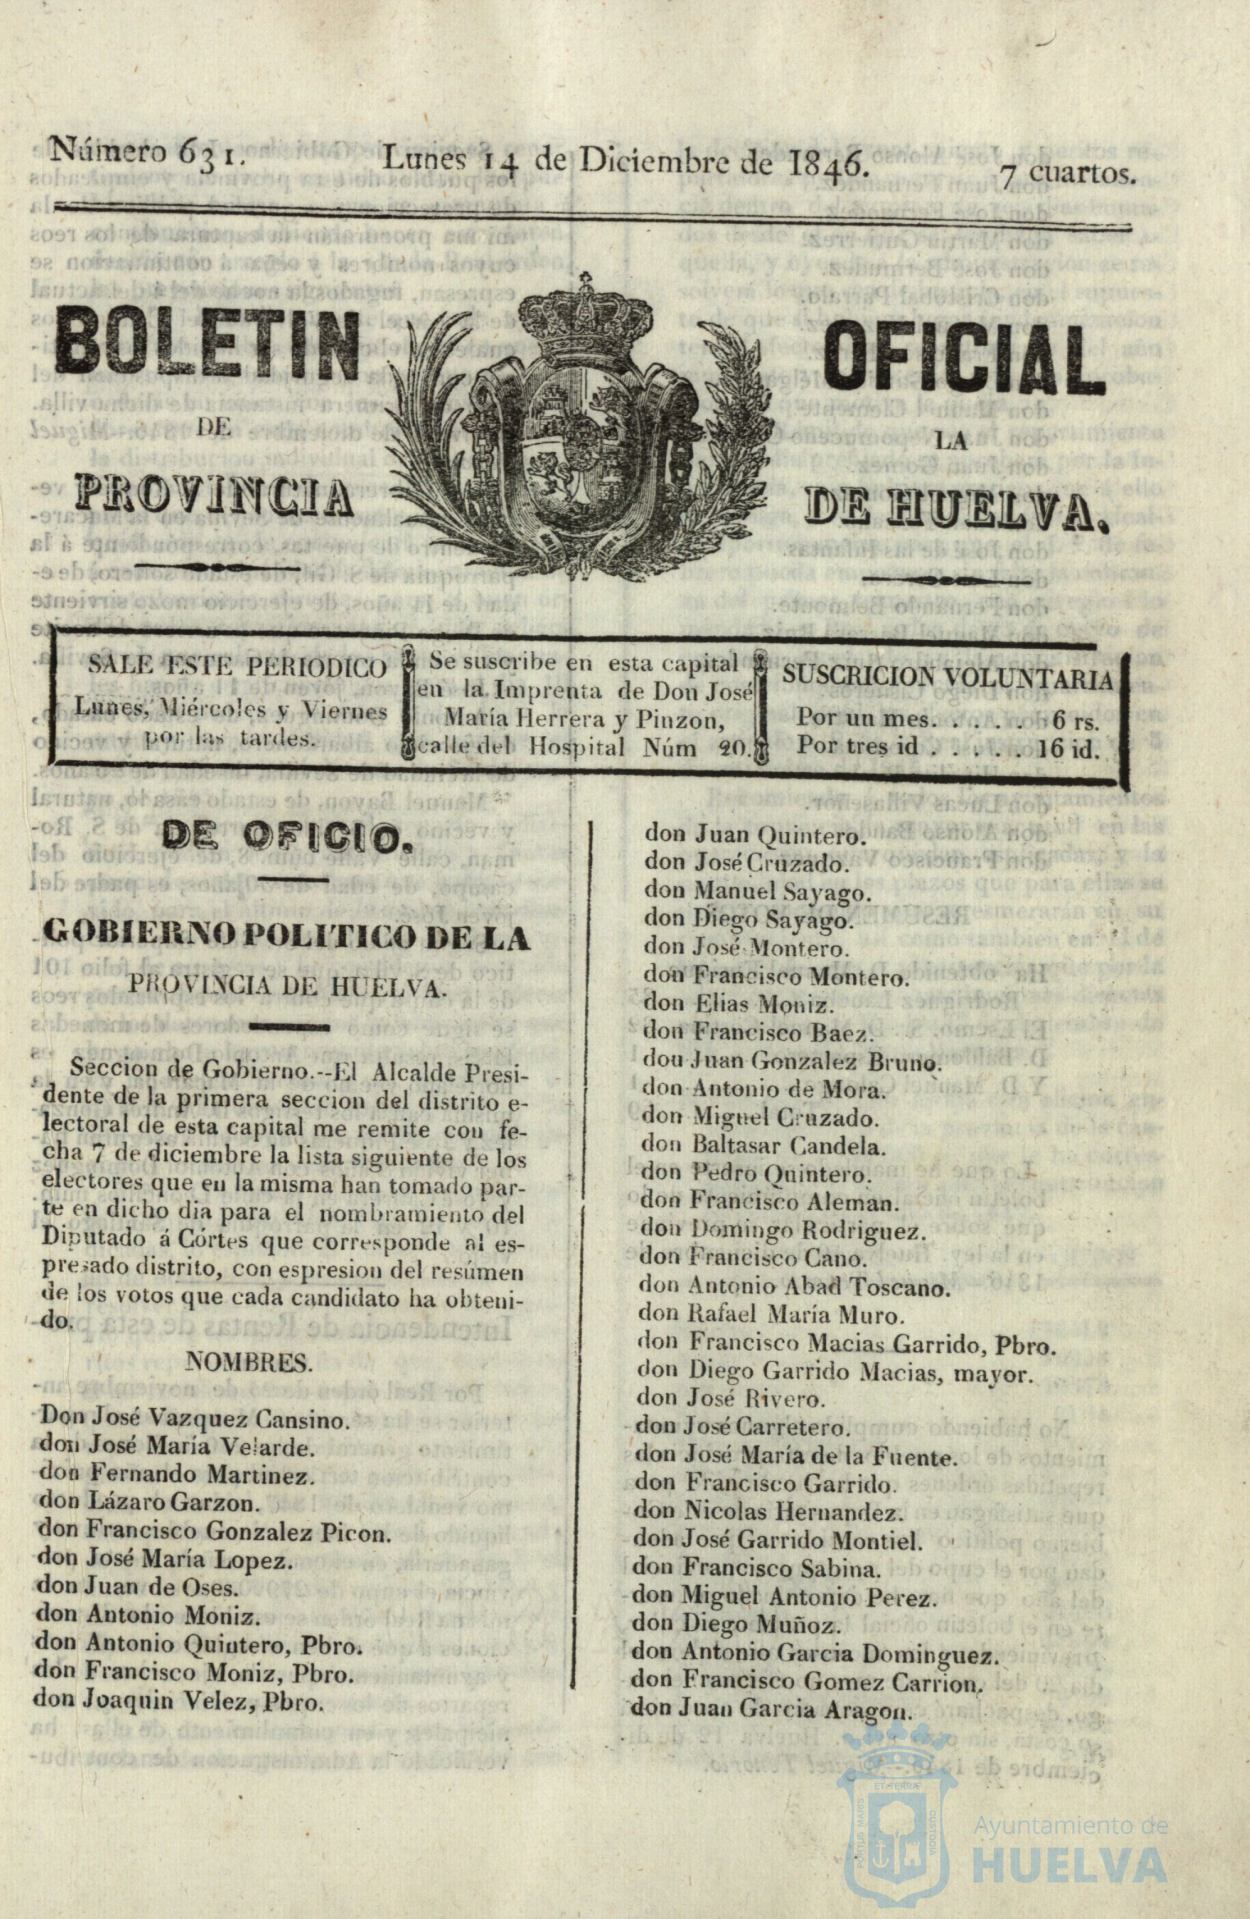 Número 631.
Lunes 14 de Diciembre de 1846.
7 cuartos.
BOLETIN OFICIAL
DE LA
PROVINCIA DE HUELVA.
SALE ESTE PERIODICO
Lunes, Miércoles y Viernes
por las tardes.
Se suscribe en esta capital
en la Imprenta de Don José
María Herrera y Pinzon,
calle del Hospital Núm 20.
SUSCRICION VOLUNTARIA
Por un mes. . . . . . 6 rs.
Por tres id . . . . . 16 id.
DE OFICIO.
GOBIERNO POLITICO DE LA
PROVINCIA DE HUELVA.
Seccion de Gobierno.--El Alcalde Presi-
dente de la primera seccion del distrito e-
lectoral de esta capital me remite con fe-
cha 7 de diciembre la lista siguiente de los
electores que en la misma han tomado par-
te en dicho dia para el nombramiento del
Diputado á Córtes que corresponde al es-
presado distrito, con espresion del resúmen
de los votos que cada candidato ha obteni-
do.
NOMBRES.
Don José Vazquez Cansino.
don José María Velarde.
don Fernando Martinez.
don Lázaro Garzon.
don Francisco Gonzalez Picon.
don José María Lopez.
don Juan de Oses.
don Antonio Moniz.
don Antonio Quintero, Pbro.
don Francisco Moniz, Pbro.
don Joaquin Velez, Pbro.
don Juan Quintero.
don José Cruzado.
don Manuel Sayago.
don Diego Sayago.
don José Montero.
don Francisco Montero.
don Elias Moniz.
don Francisco Baez.
dou Juan Gonzalez Bruno.
don Antonio de Mora.
don Miguel Cruzado.
don Baltasar Candela.
don Pedro Quintero.
don Francisco Aleman.
don Domingo Rodriguez.
don Francisco Cano.
don Antonio Abad Toscano.
don Rafael María Muro.
don Francisco Macias Garrido, Pbro.
don Diego Garrido Macias, mayor.
don José Rivero.
don José Carretero.
don José María de la Fuente.
don Francisco Garrido.
don Nicolas Hernandez.
don José Garrido Montiel.
don Francisco Sabina.
don Miguel Antonio Perez.
don Diego Muñoz.
don Antonio Garcia Dominguez.
don Francisco Gomez Carrion.
don Juan Garcia Aragon.
PORTUS MARIS
ET TERRÆ
CUSTODIA
Ayuntamiento de
HUELVA